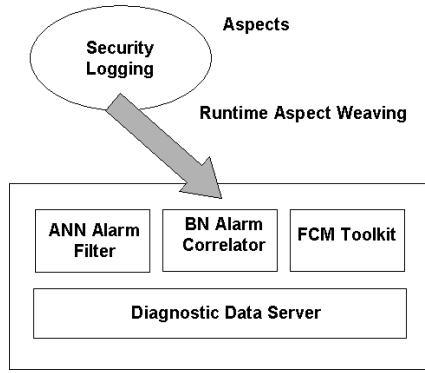 Aspects
Security
Logging
Runtime Aspect Weaving
ANN Alarm
Filter
BN Alarm
Correlator
FCM Toolkit
Diagnostic Data Server